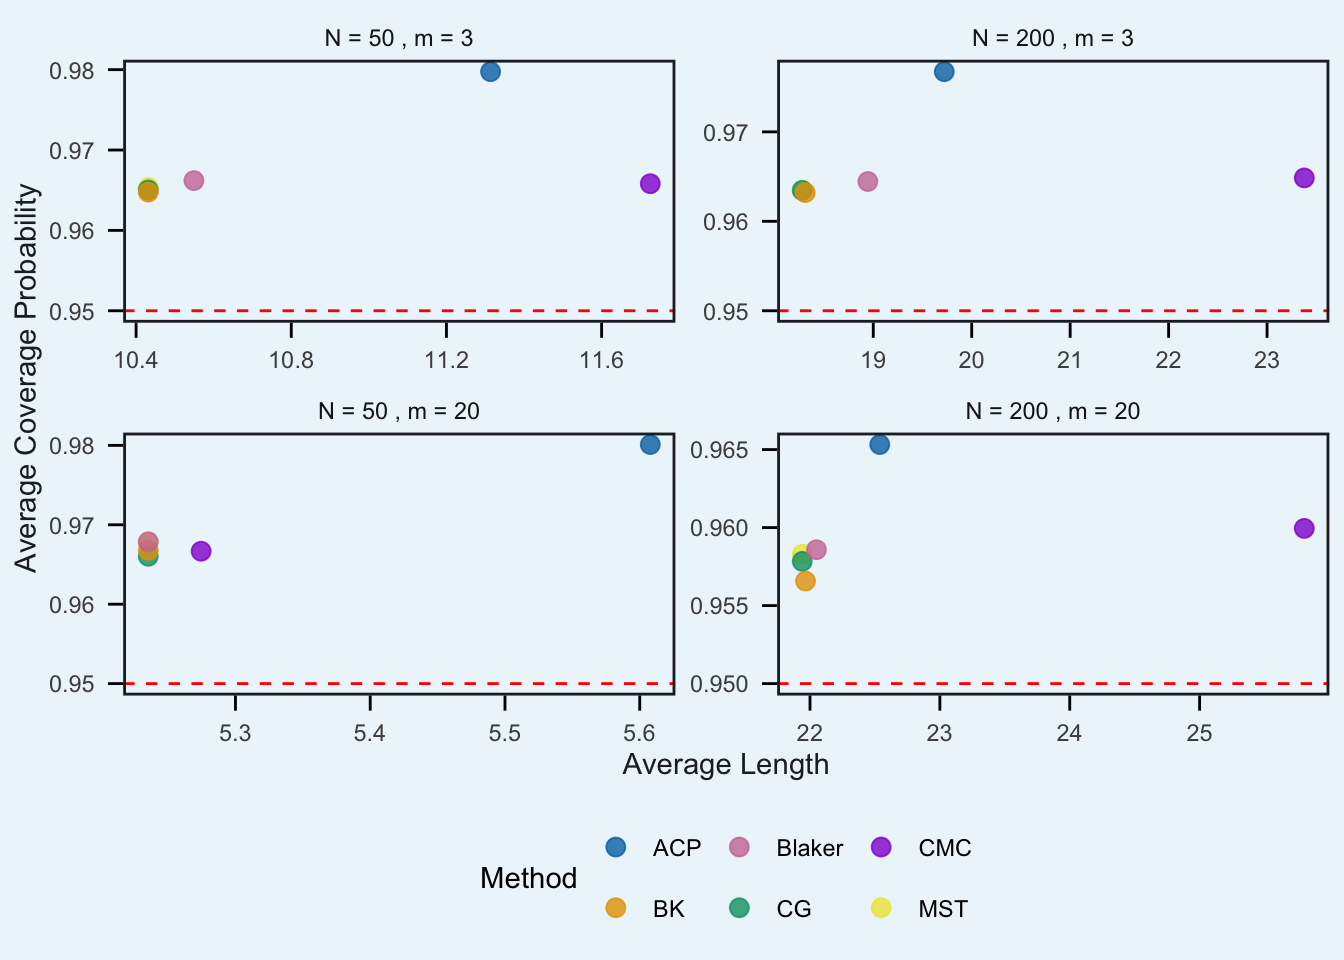 N = 50 , m = 3
N = 200 , m = 3
0.98
0.97
0.96
0.95
0.97
0.96
0.95
10.4 10.8 11.2 11.6
19 20 21 22 23
N = 50 , m = 20
N = 200 , m = 20
0.98
0.97
0.96
0.95
0.965
0.960
0.955
0.950
5.3 5.4 5.5 5.6
22 23 24 25
Average Coverage Probability
Average Length
Method
ACP Blaker CMC
BK CG MST